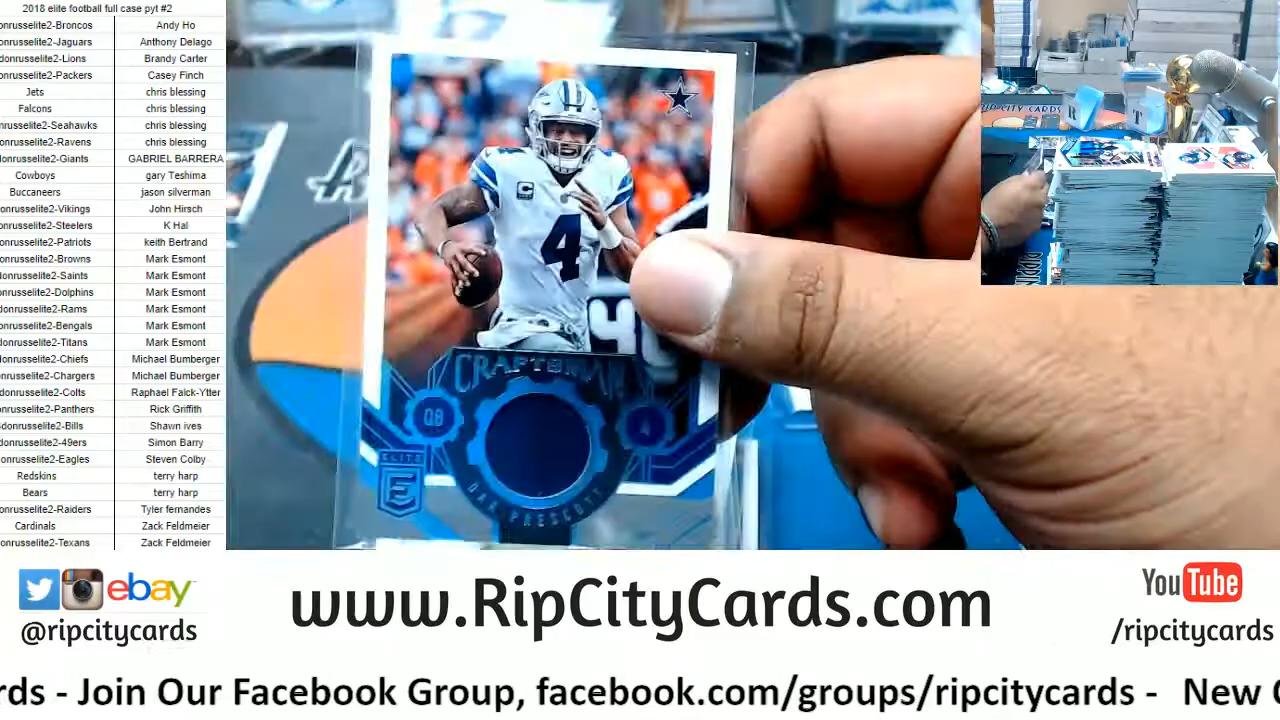 2018 elite football full case pyt #2
onrusselite2-Broncos Andy Ho
onrusselite2-Jaguars Anthony Delago
donrusselite2-Lions Brandy Carter
onrusselite2-Packers Casey Finch
Jets chris blessing
Falcons chris blessing
nrusselite2-Seahawks chris blessing
onrusselite2-Ravens chris blessing
onrusselite2-Giants GABRIEL BARRERA
Cowboys gary Teshima
Buccaneers jason silverman
onrusselite2-Vikings John Hirsch
onrusselite2-Steelers K Hal
onrusselite2-Patriots keith Bertrand
onrusselite2-Browns Mark Esmont
onrusselite2-Saints Mark Esmont
onrusselite2-Dolphins Mark Esmont
onrusselite2-Rams Mark Esmont
onrusselite2-Bengals Mark Esmont
onrusselite2-Titans Mark Esmont
onrusselite2-Chiefs Michael Bumberger
onrusselite2-Chargers Michael Bumberger
donrusselite2-Colts Raphael Faick-Ytter
onrusselite2-Panthers Rick Griffith
donrusselite2-Bills Shawn ives
donrusselite2-49ers Simon Barry
onrusselite2-Eagles Steven Colby
Redskins terry harp
Bears terry harp
onrusselite2-Raiders Tyler fernandes
Cardinals Zack Feldmeier
onrusselite2-Texans Zack Feldmeier
C
4
CRAFTSMAN
QB 4
ELITE
E
DAK PRESCOTT
RIP CITY CARDS
R T
ebay
@ripcitycards
www.RipCityCards.com
YouTube
/ripcitycards
rds - Join Our Facebook Group, facebook.com/groups/ripcitycards - New